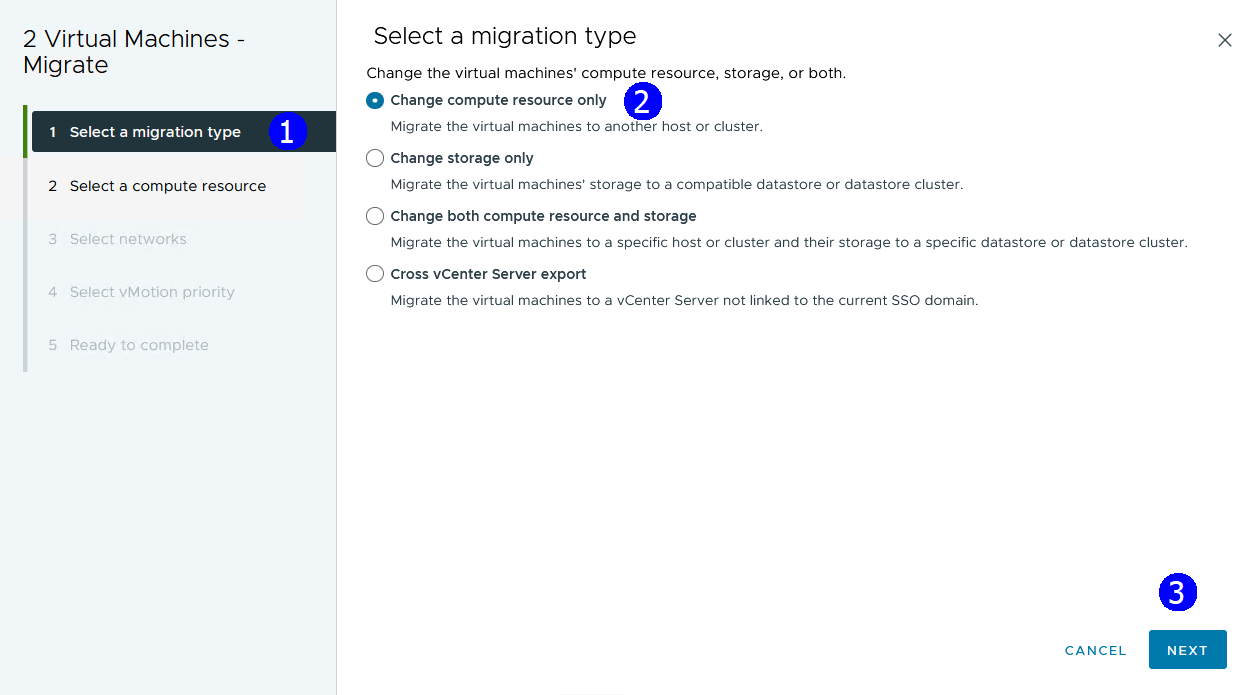 2 Virtual Machines -
Migrate
1 Select a migration type 1
2 Select a compute resource
3 Select networks
4 Select vMotion priority
5 Ready to complete
Select a migration type
Change the virtual machines' compute resource, storage, or both.
Change compute resource only 2
Migrate the virtual machines to another host or cluster.
Change storage only
Migrate the virtual machines' storage to a compatible datastore or datastore cluster.
Change both compute resource and storage
Migrate the virtual machines to a specific host or cluster and their storage to a specific datastore or datastore cluster.
Cross vCenter Server export
Migrate the virtual machines to a vCenter Server not linked to the current SSO domain.
3
CANCEL NEXT